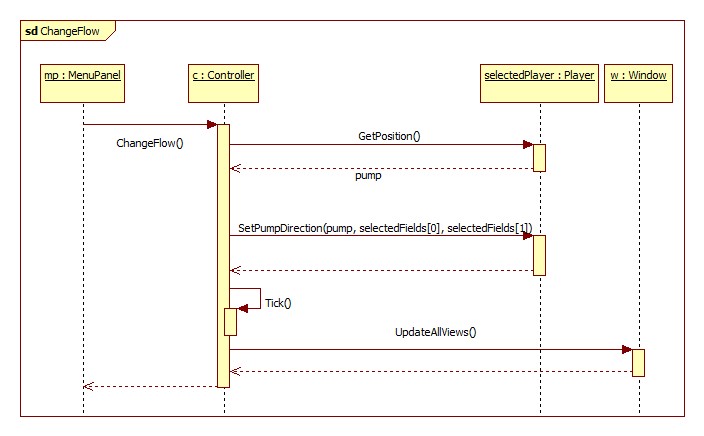 sd ChangeFlow
mp : MenuPanel
c : Controller
selectedPlayer : Player
w : Window
ChangeFlow()
GetPosition()
pump
SetPumpDirection(pump, selectedFields[0], selectedFields[1])
Tick()
UpdateAllViews()